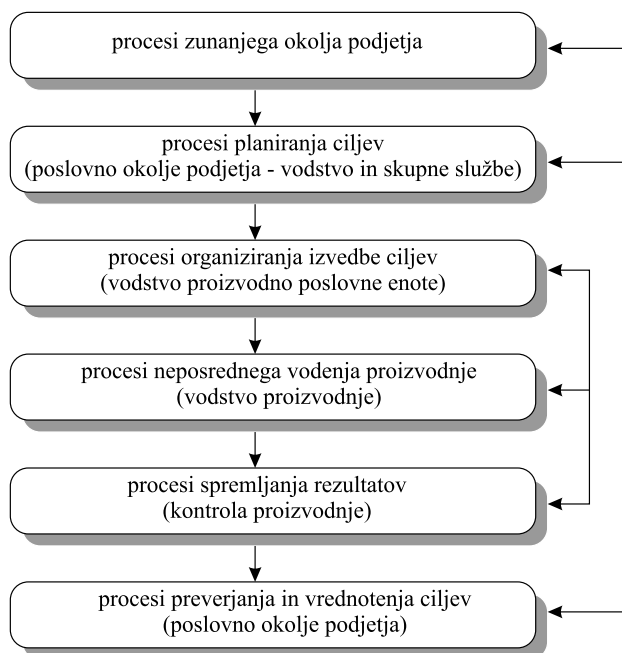 procesi zunanjega okolja podjetja
procesi planiranja ciljev
(poslovno okolje podjetja - vodstvo in skupne službe)
procesi organiziranja izvedbe ciljev
(vodstvo proizvodno poslovne enote)
procesi neposrednega vodenja proizvodnje
(vodstvo proizvodnje)
procesi spremljanja rezultatov
(kontrola proizvodnje)
procesi preverjanja in vrednotenja ciljev
(poslovno okolje podjetja)